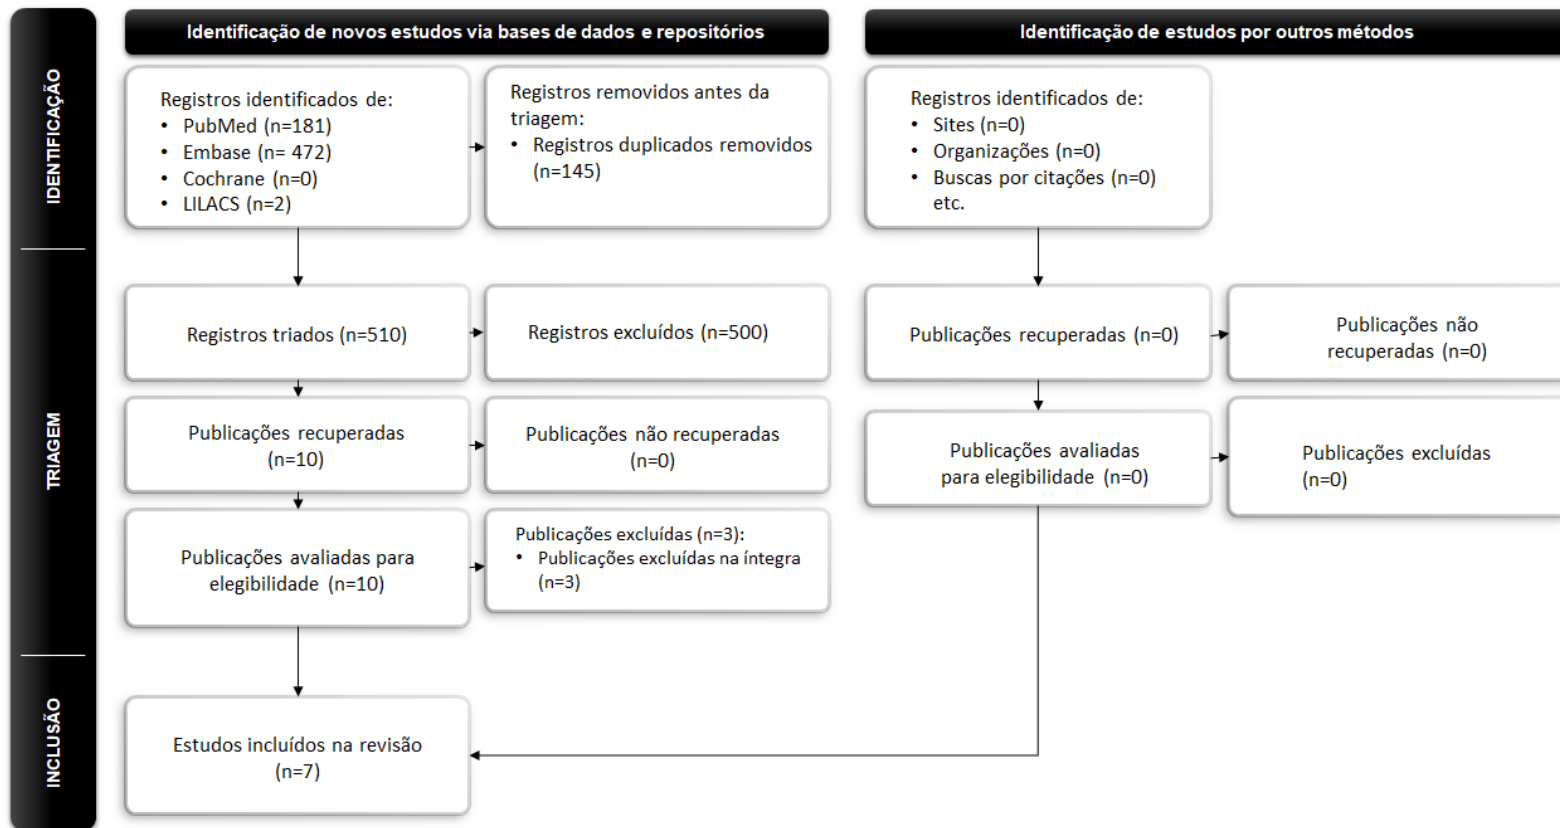 IDENTIFICAÇÃO
Identificação de novos estudos via bases de dados e repositórios
Registros identificados de:
• PubMed (n=181)
• Embase (n= 472)
• Cochrane (n=0)
• LILACS (n=2)
Registros removidos antes da
triagem:
• Registros duplicados removidos
(n=145)
Identificação de estudos por outros métodos
Registros identificados de:
• Sites (n=0)
• Organizações (n=0)
• Buscas por citações (n=0)
etc.
TRIAGEM
Registros triados (n=510)
Registros excluídos (n=500)
Publicações recuperadas
(n=10)
Publicações não recuperadas
(n=0)
Publicações avaliadas para
elegibilidade (n=10)
Publicações excluídas (n=3):
• Publicações excluídas na íntegra
(n=3)
Publicações recuperadas (n=0)
Publicações não
recuperadas (n=0)
Publicações avaliadas
para elegibilidade (n=0)
Publicações excluídas
(n=0)
INCLUSÃO
Estudos incluídos na revisão
(n=7)